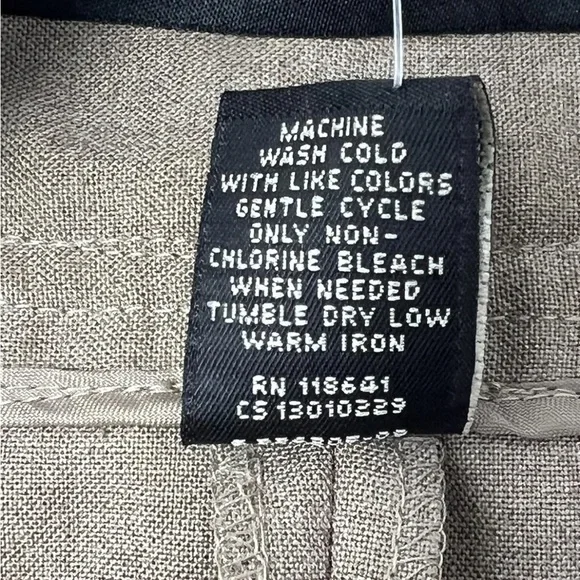 MACHINE
WASH COLD
WITH LIKE COLORS
GENTLE CYCLE
ONLY NON-
CHLORINE BLEACH
WHEN NEEDED
TUMBLE DRY LOW
WARM IRON
RN 118641
CS 13010229